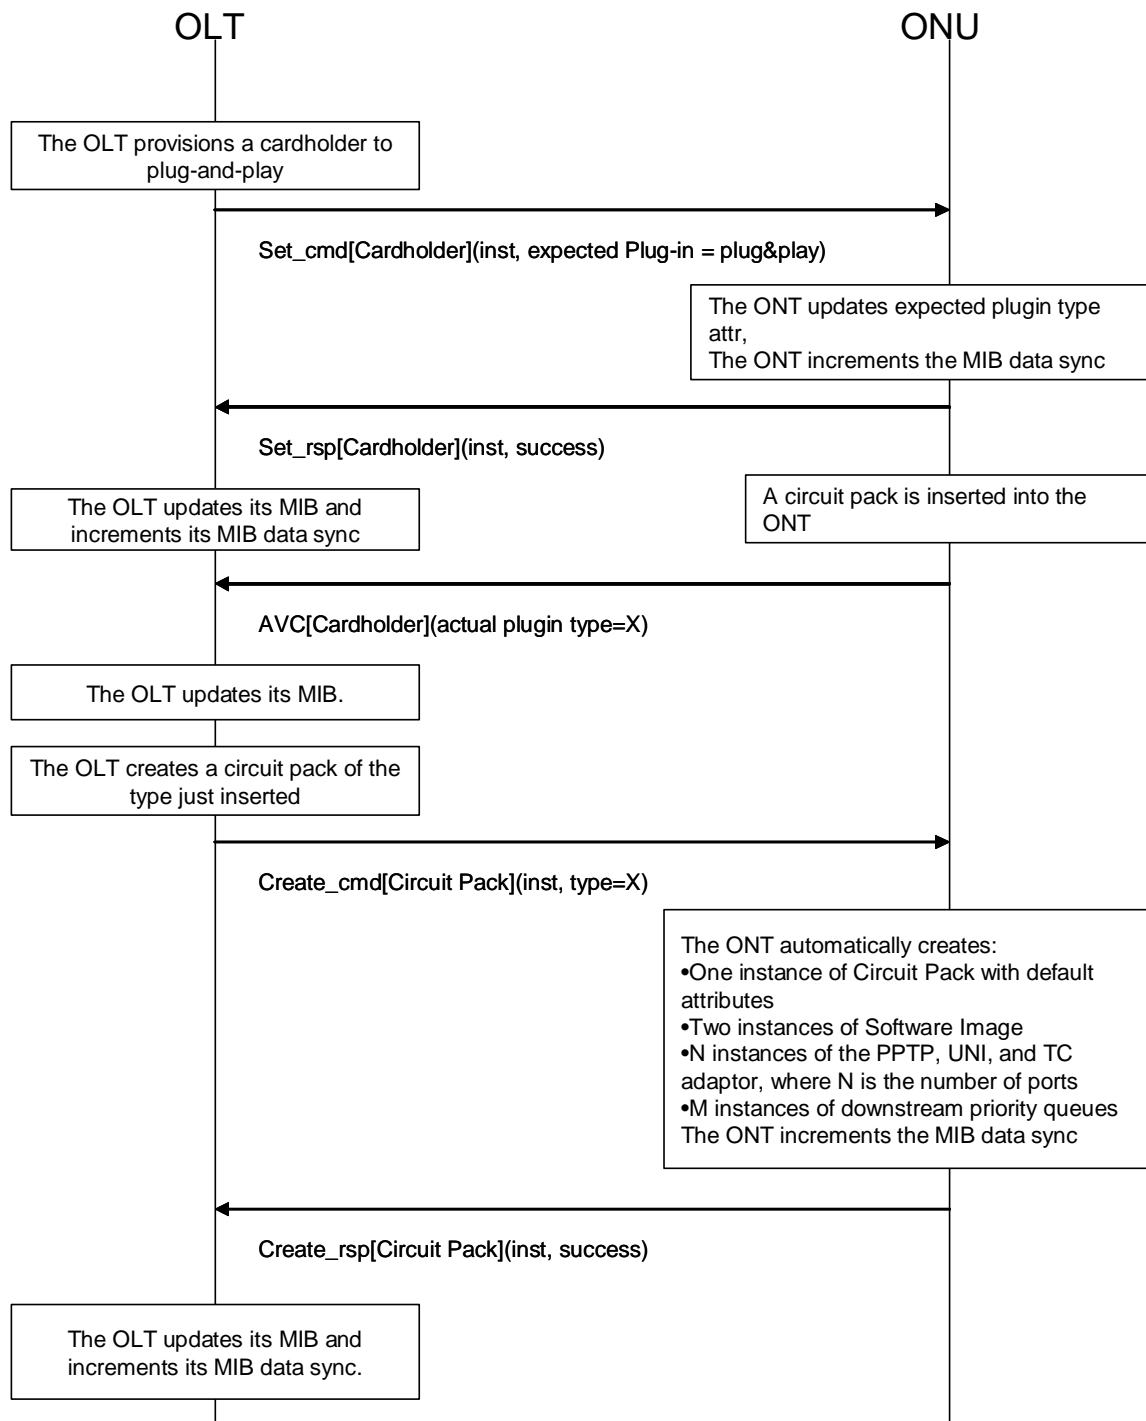 OLT
ONU
The OLT provisions a cardholder to
plug-and-play
Set_cmd[Cardholder](inst, expected Plug-in = plug&play)
The ONT updates expected plugin type
attr,
The ONT increments the MIB data sync
Set_rsp[Cardholder](inst, success)
The OLT updates its MIB and
increments its MIB data sync
A circuit pack is inserted into the
ONT
AVC[Cardholder](actual plugin type=X)
The OLT updates its MIB.
The OLT creates a circuit pack of the
type just inserted
Create_cmd[Circuit Pack](inst, type=X)
The ONT automatically creates:
•One instance of Circuit Pack with default
attributes
•Two instances of Software Image
•N instances of the PPTP, UNI, and TC
adaptor, where N is the number of ports
•M instances of downstream priority queues
The ONT increments the MIB data sync
Create_rsp[Circuit Pack](inst, success)
The OLT updates its MIB and
increments its MIB data sync.